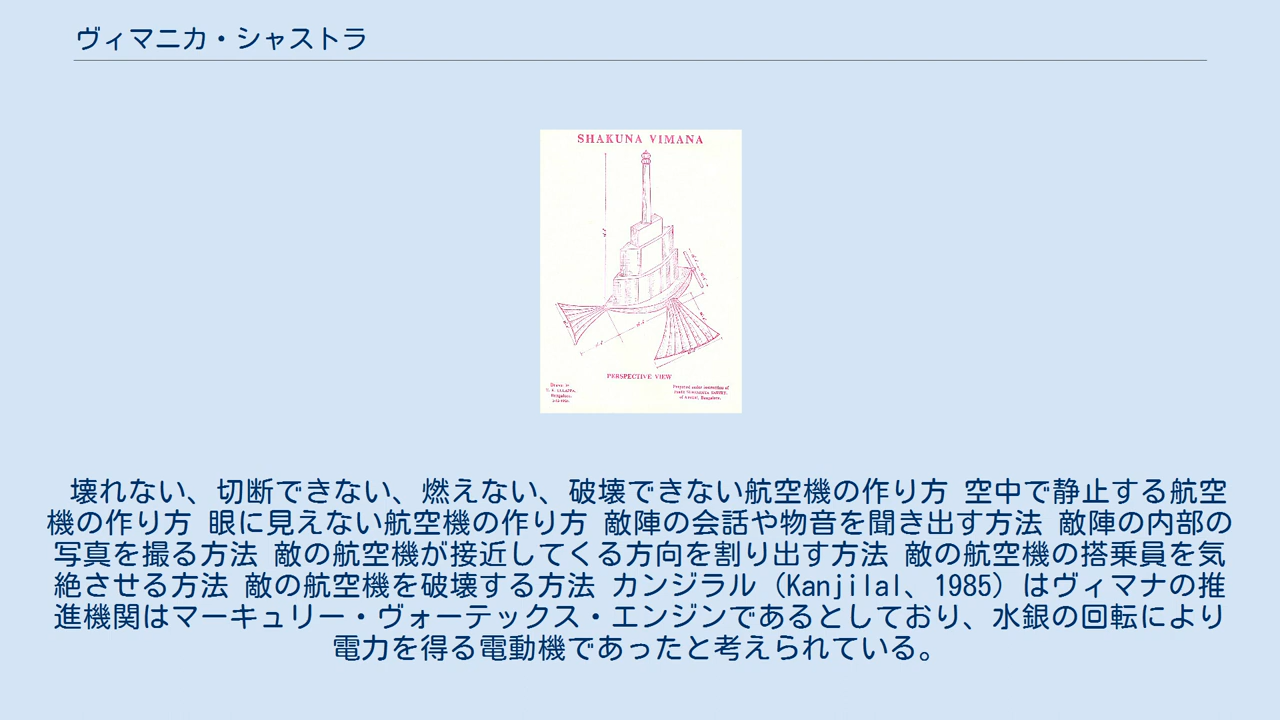 ヴィマニカ・シャストラ
SHAKUNA VIMANA
PERSPECTIVE VIEW
Drawn by
Bangalore.
Prepared under instruction of
of Anekal, Bangalore.
壊れない、切断できない、燃えない、破壊できない航空機の作り方 空中で静止する航空
機の作り方 眼に見えない航空機の作り方 敵陣の会話や物音を聞き出す方法 敵陣の内部の
写真を撮る方法 敵の航空機が接近してくる方向を割り出す方法 敵の航空機の搭乗員を気
絶させる方法 敵の航空機を破壊する方法 カンジラル（Kanjilal、1985）はヴィマナの推
進機関はマーキュリー・ヴォーテックス・エンジンであるとしており、水銀の回転により
電力を得る電動機であったと考えられている。